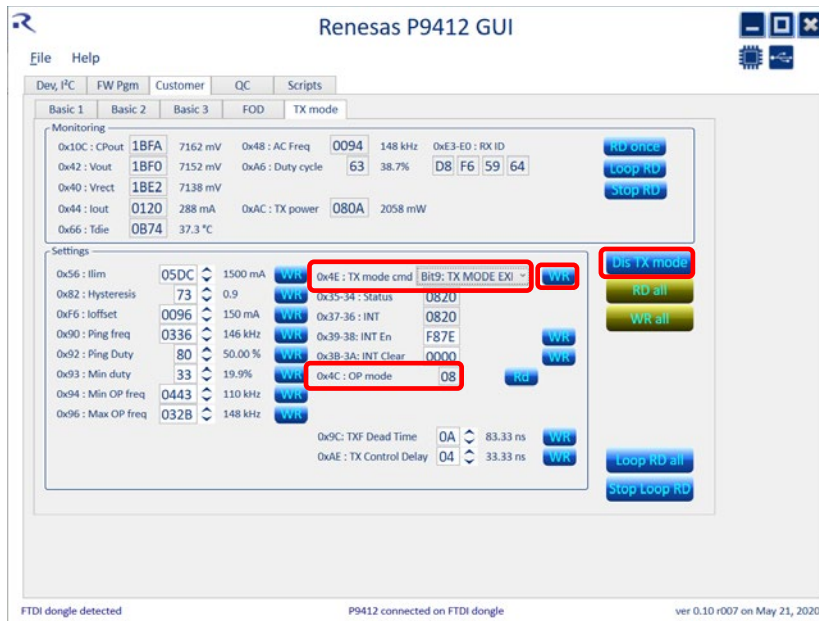 Renesas P9412 GUI
File Help
Dev, I²C FW Pgm Customer QC Scripts
Basic 1 Basic 2 Basic 3 FOD TX mode
Monitoring
0x10C : CPout 1BFA 7162 mV 0x48 : AC Freq 0094 148 kHz 0xE3-E0 : RX ID RD once
0x42 : Vout 1BF0 7152 mV 0xA6 : Duty cycle 63 38.7% D8 F6 59 64 Loop RD
0x40 : Vrect 1BE2 7138 mV Stop RD
0x44 : Iout 0120 288 mA 0xAC : TX power 080A 2058 mW
0x66 : Tdie 0B74 37.3 °C
Settings
0x56 : Ilim 05DC 1500 mA WR 0x4E : TX mode cmd Bit9: TX MODE EXI WR Dis TX mode
0x82 : Hysteresis 73 0.9 WR 0x35-34 : Status 0820 RD all
0xF6 : Ioffset 0096 150 mA WR 0x37-36 : INT 0820 WR all
0x90 : Ping freq 0336 146 kHz WR 0x39-38: INT En F87E WR
0x92 : Ping Duty 80 50.00 % WR 0x3B-3A: INT Clear 0000 WR
0x93 : Min duty 33 19.9% WR 0x4C : OP mode 08 Rd
0x94 : Min OP freq 0443 110 kHz WR
0x96 : Max OP freq 032B 148 kHz WR
0x9C: TXF Dead Time 0A 83.33 ns WR
0xAE : TX Control Delay 04 33.33 ns WR Loop RD all
Stop Loop RD
FTDI dongle detected P9412 connected on FTDI dongle ver 0.10 r007 on May 21, 2020